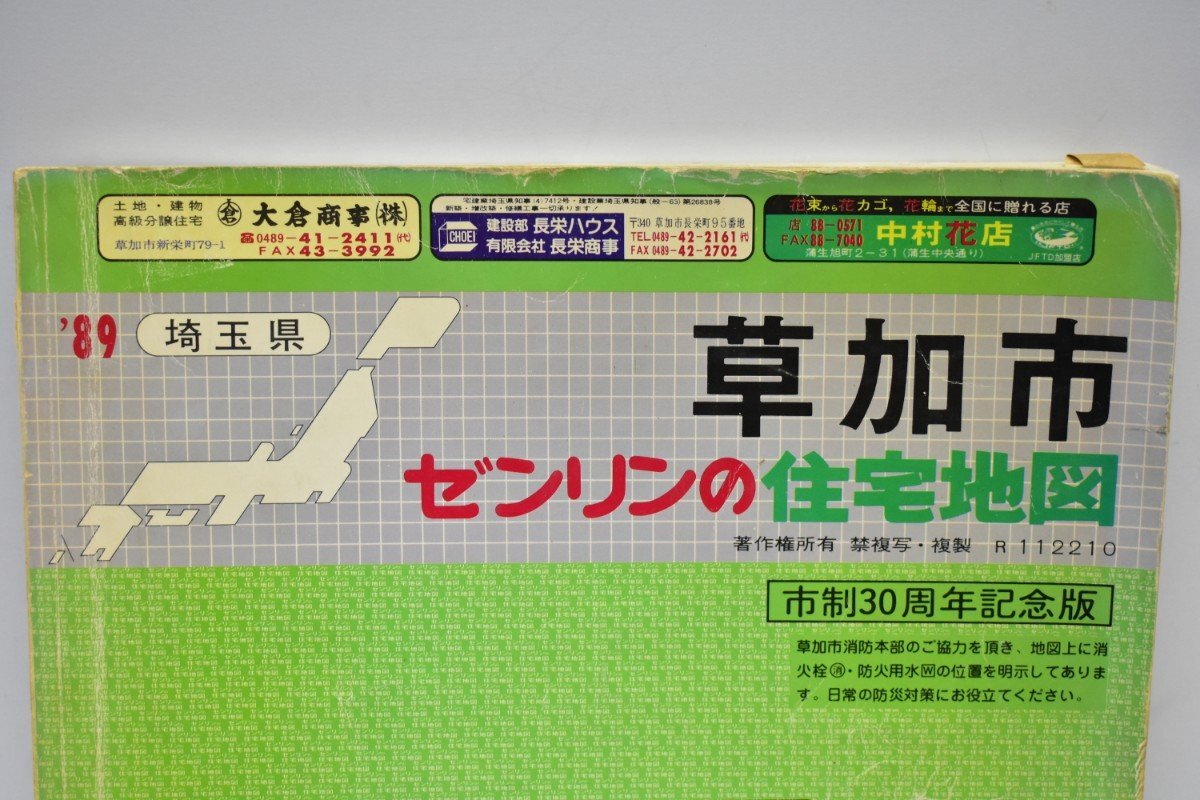 土地・建物
高級分譲住宅
倉 大倉商事(株)
草加市新栄町79-1
☎0489-41-2411(代)
FAX43-3992
宅建業埼玉県知事(4)7412号・建設業埼玉県知事(般-63)第26838号
新築・増改築・修繕工事一切承ります!
CHOEI
建設部 長栄ハウス
有限会社 長栄商事
〒340 草加市長栄町95番地
TEL0489-42-2161代
FAX0489-42-2702
花束から花カゴ,花輪まで全国に贈れる店
店 88-0571
FAX88-7040
中村花店
蒲生旭町2-31(蒲生中央通り)
JFTD加盟店
'89 埼玉県
草加市
ゼンリンの住宅地図
著作権所有 禁複写・複製 R 112210
市制30周年記念版
草加市消防本部のご協力を頂き、地図上に消
火栓㊋・防火用水Wの位置を明示してありま
す。日常の防災対策にお役立てください。